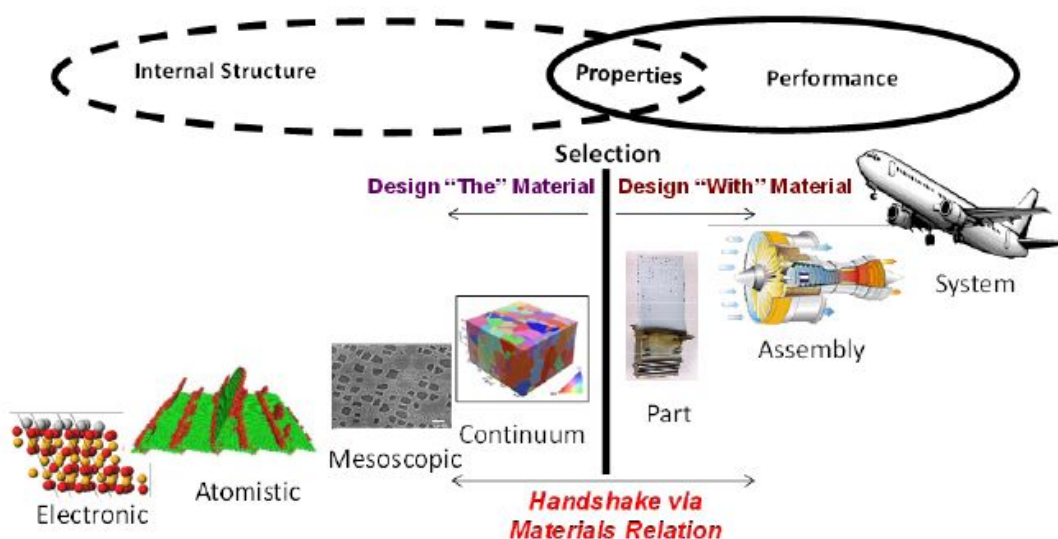 Internal Structure
Properties
Performance
Selection
Design "The" Material
Design "With" Material
System
Assembly
Part
Continuum
Mesoscopic
Atomistic
Electronic
Handshake via
Materials Relation